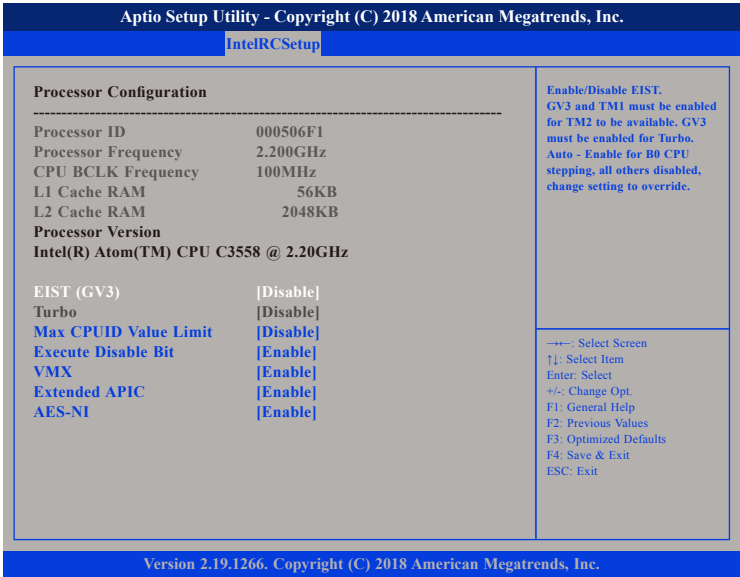 Aptio Setup Utility - Copyright (C) 2018 American Megatrends, Inc.
IntelRCSetup
Processor Configuration
--------------------------------------------------------------------------------------
Processor ID 000506F1
Processor Frequency 2.200GHz
CPU BCLK Frequency 100MHz
L1 Cache RAM 56KB
L2 Cache RAM 2048KB
Processor Version
Intel(R) Atom(TM) CPU C3558 @ 2.20GHz
EIST (GV3) [Disable]
Turbo [Disable]
Max CPUID Value Limit [Disable]
Execute Disable Bit [Enable]
VMX [Enable]
Extended APIC [Enable]
AES-NI [Enable]
Enable/Disable EIST.
GV3 and TM1 must be enabled
for TM2 to be available. GV3
must be enabled for Turbo.
Auto - Enable for B0 CPU
stepping, all others disabled,
change setting to override.
→←: Select Screen
↑↓: Select Item
Enter: Select
+/-: Change Opt.
F1: General Help
F2: Previous Values
F3: Optimized Defaults
F4: Save & Exit
ESC: Exit
Version 2.19.1266. Copyright (C) 2018 American Megatrends, Inc.